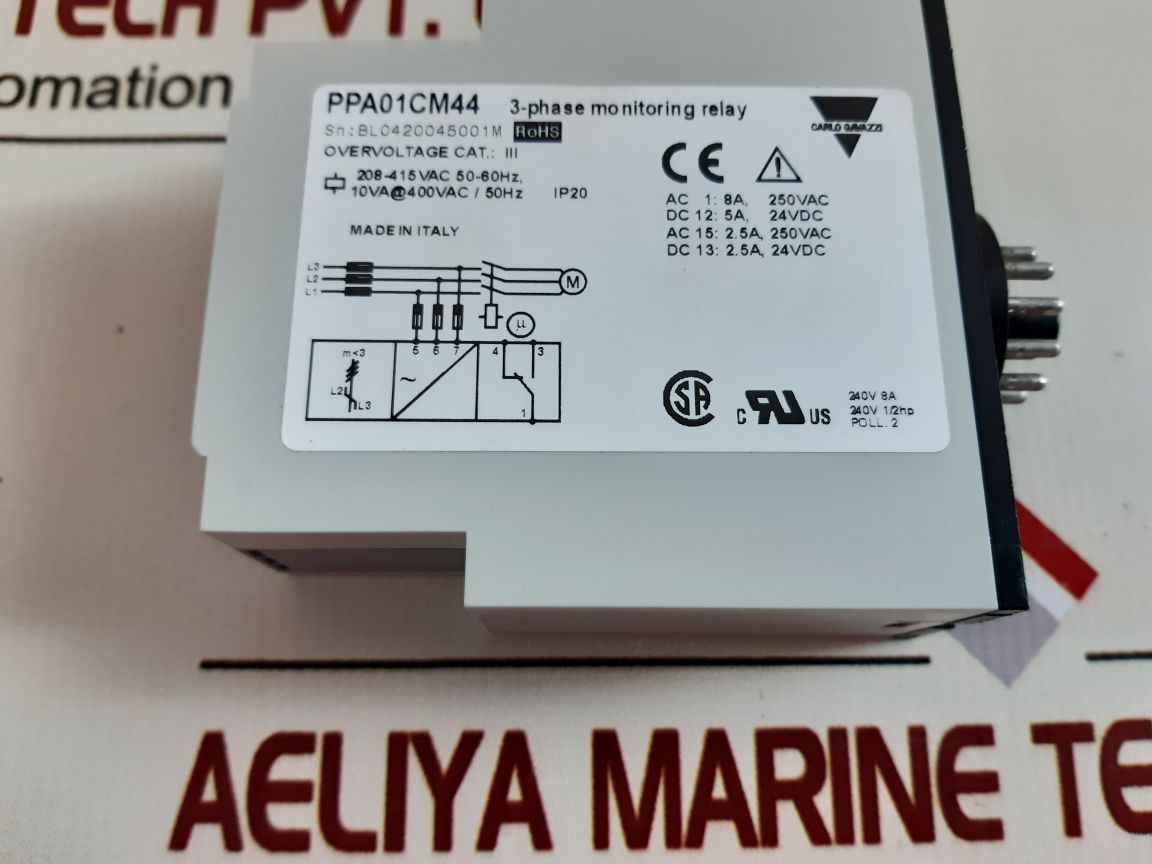 TECH PVT.
omation
PPA01CM44 3-phase monitoring relay
CARLO GAVAZZI
Sn:BL0420045001M RoHS
OVERVOLTAGE CAT.: III
208-415VAC 50-60Hz,
10VA@400VAC / 50Hz IP20
CE
AC 1: 8A, 250VAC
DC 12: 5A, 24VDC
AC 15: 2.5A, 250VAC
DC 13: 2.5A, 24VDC
MADE IN ITALY
L3
L2
L1
M
µ
5 6 7 4 3
m<3
L2
L3
~
1
SA
C RU US
240V 8A
240V 1/2hp
POLL. 2
AELIYA MARINE TE